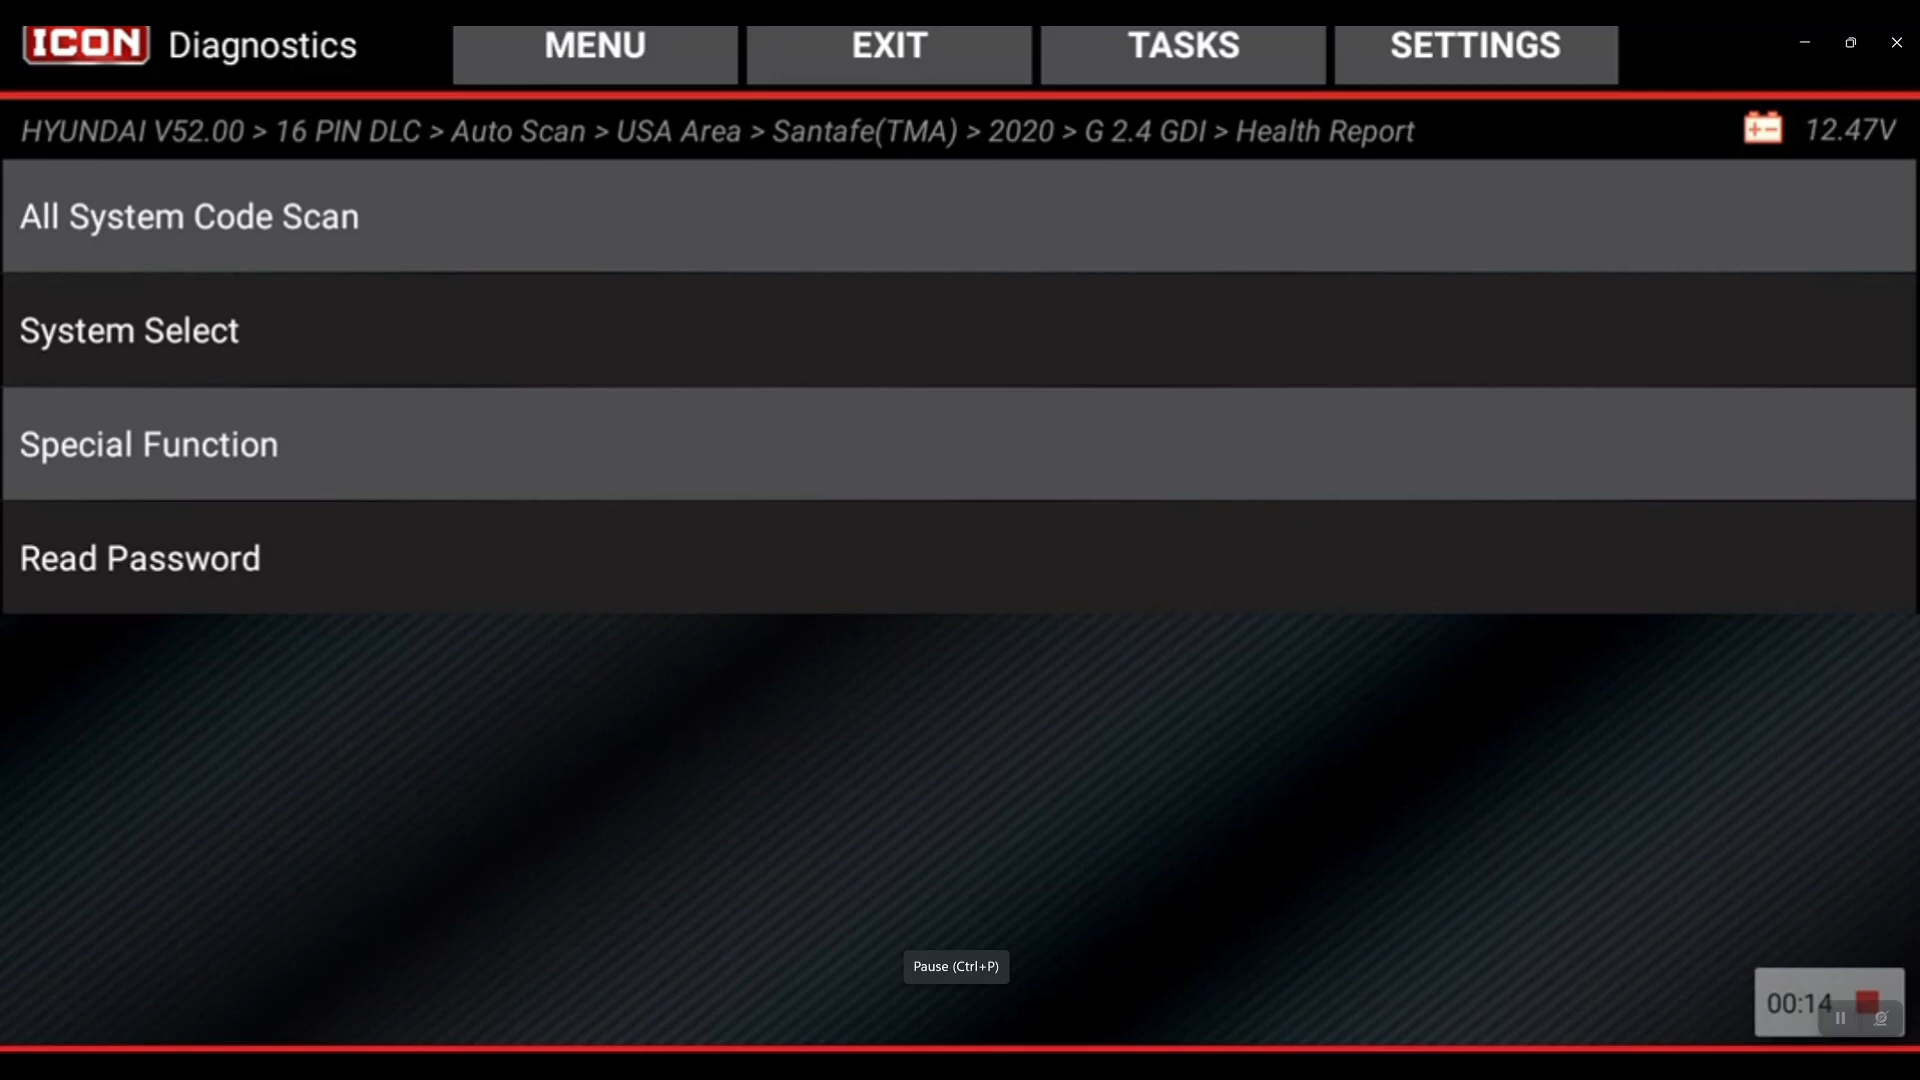 ICON Diagnostics MENU EXIT TASKS SETTINGS
HYUNDAI V52.00 > 16 PIN DLC > Auto Scan > USA Area > Santafe(TMA) > 2020 > G 2.4 GDI > Health Report 12.47V
All System Code Scan
System Select
Special Function
Read Password
Pause (Ctrl+P)
00:14